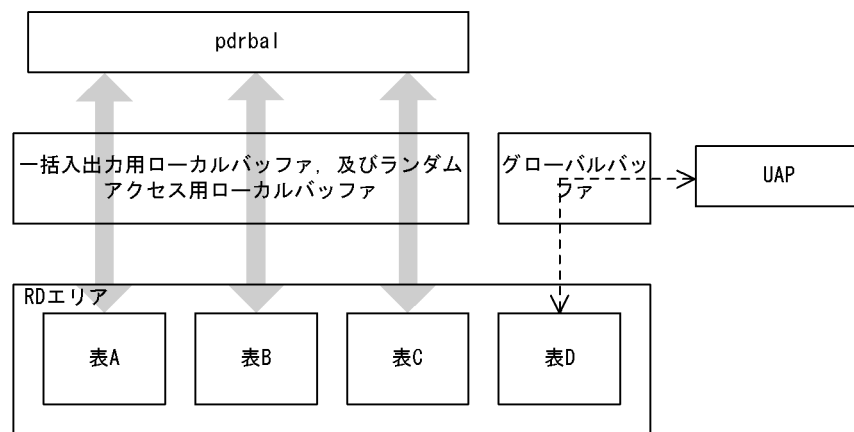 pdrbal
一括入出力用ローカルバッファ，及びランダム
アクセス用ローカルバッファ
グローバルバッ
ファ
UAP
RDエリア
表A
表B
表C
表D